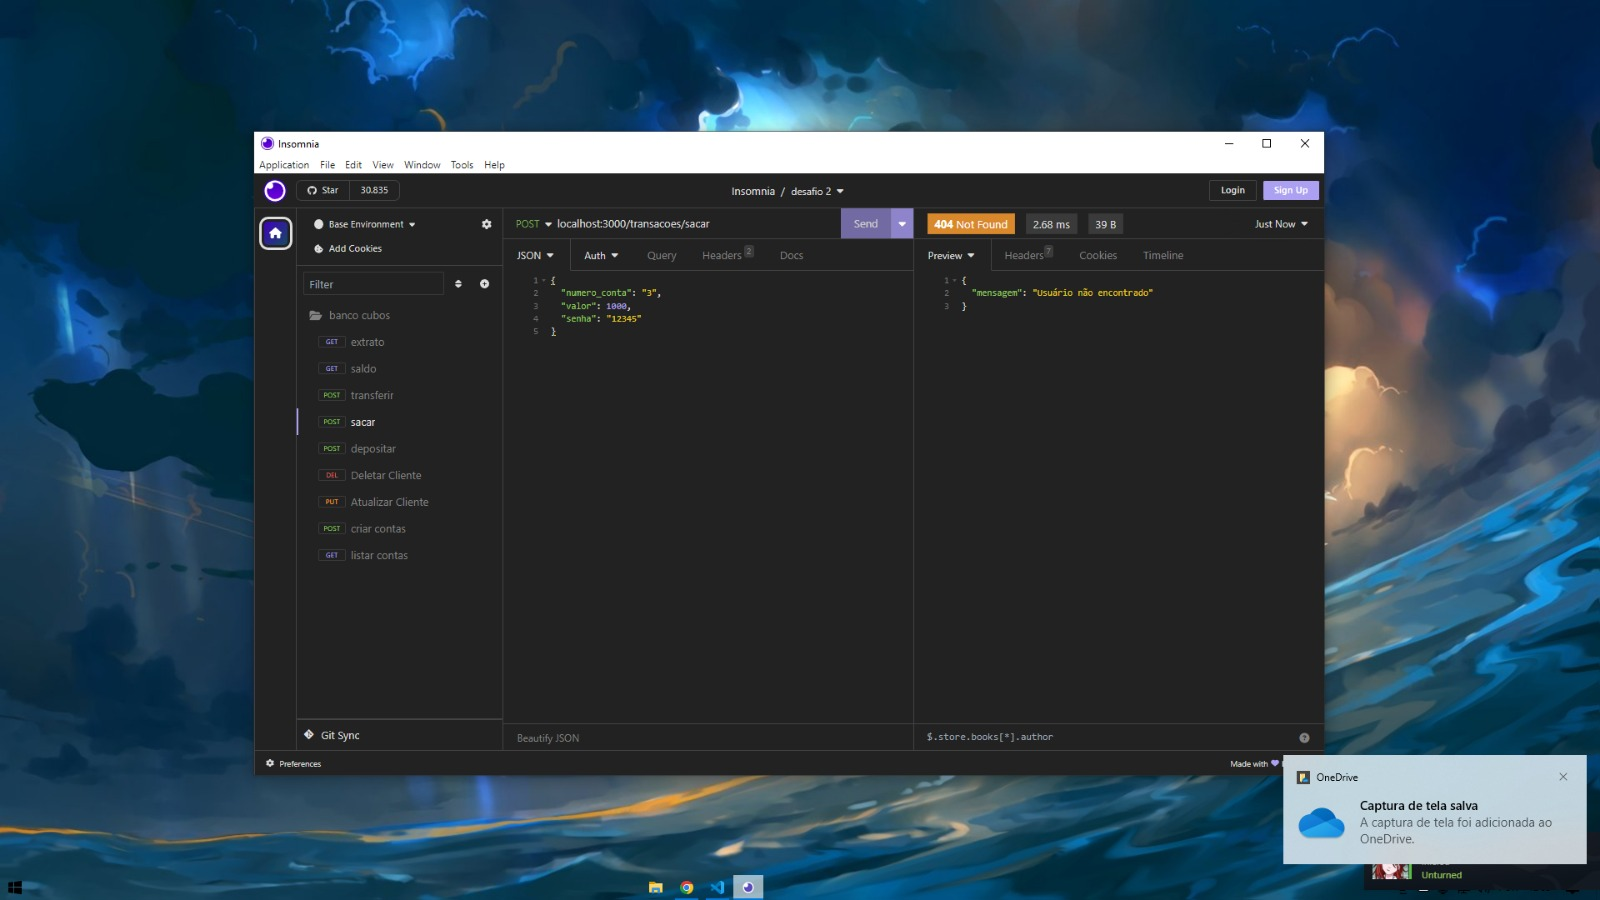 Insomnia
Application File Edit View Window Tools Help
Star 30.835
Insomnia / desafio 2
Login
Sign Up
Base Environment
Add Cookies
Filter
banco cubos
GET extrato
GET saldo
POST transferir
POST sacar
POST depositar
DEL Deletar Cliente
PUT Atualizar Cliente
POST criar contas
GET listar contas
Git Sync
Preferences
POST localhost:3000/transacoes/sacar
Send
JSON Auth Query Headers 2 Docs
1 {
2 "numero_conta": "3",
3 "valor": 1000,
4 "senha": "12345"
5 }
Beautify JSON
404 Not Found 2.68 ms 39 B Just Now
Preview Headers 7 Cookies Timeline
1 {
2 "mensagem": "Usuário não encontrado"
3 }
$.store.books[*].author
Made with
OneDrive
Captura de tela salva
A captura de tela foi adicionada ao
OneDrive.
Unturned